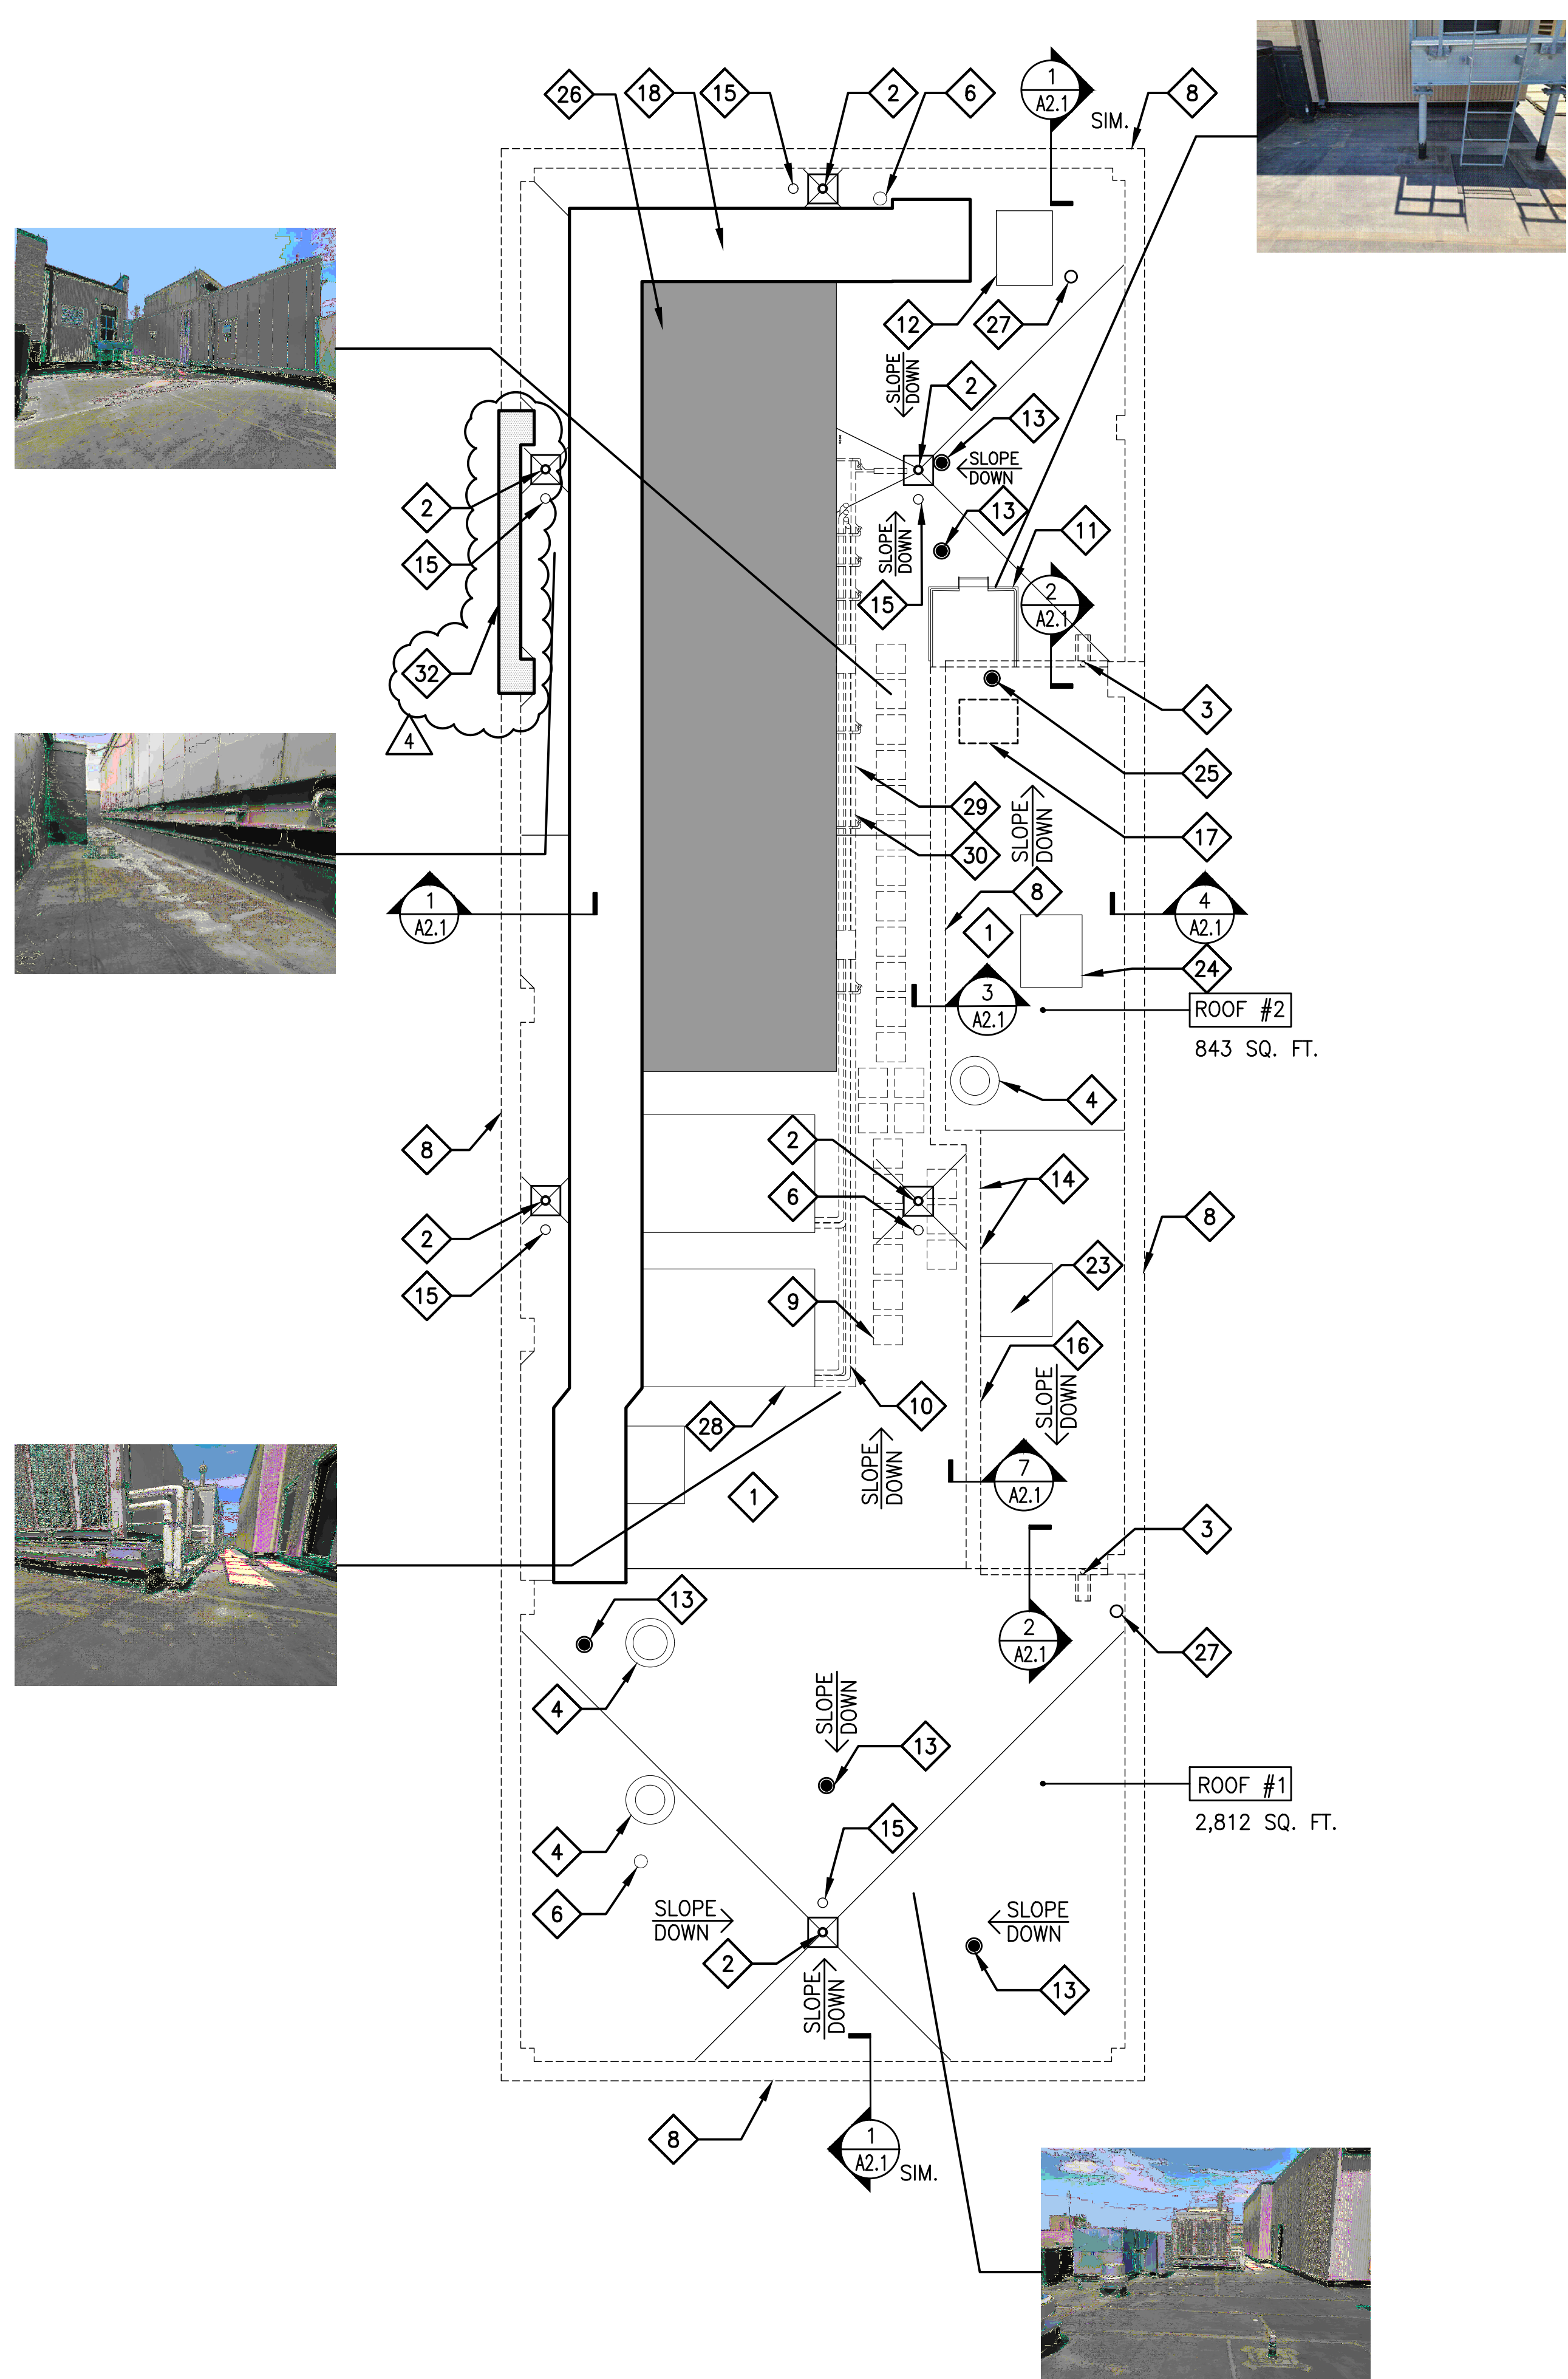 26
18
15
2
6
1
A2.1
SIM.
8
12
27
SLOPE
DOWN
2
13
SLOPE
DOWN
2
13
SLOPE
DOWN
11
15
15
2
A2.1
32
3
4
25
29
SLOPE
DOWN
17
30
8
1
A2.1
1
4
A2.1
24
3
A2.1
ROOF #2
843 SQ. FT.
4
2
8
14
6
8
2
23
15
9
16
10
SLOPE
DOWN
28
SLOPE
DOWN
7
A2.1
1
3
13
2
A2.1
27
4
SLOPE
DOWN
13
ROOF #1
2,812 SQ. FT.
15
4
6
SLOPE
DOWN
SLOPE
DOWN
2
13
SLOPE
DOWN
8
1
A2.1
SIM.